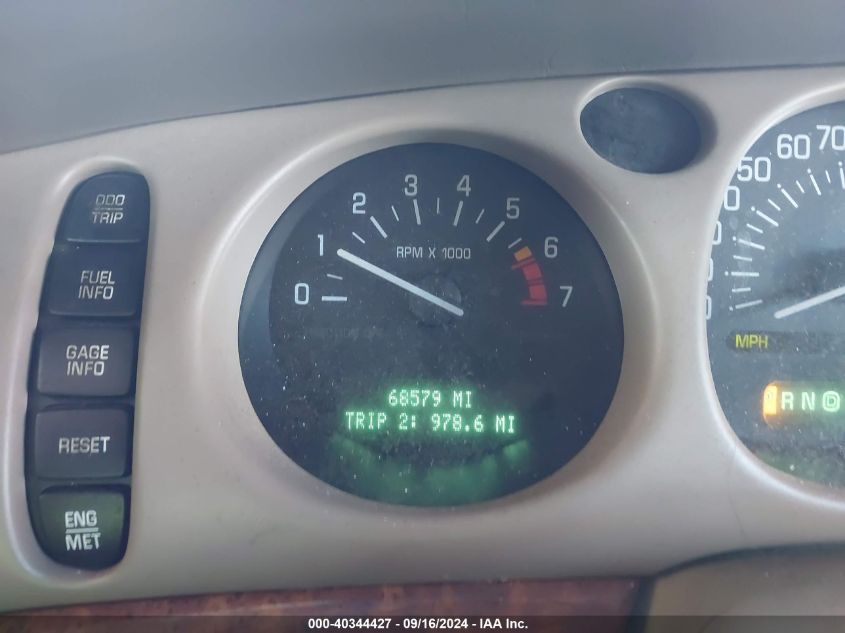 ODO
TRIP
FUEL
INFO
GAGE
INFO
RESET
ENG
MET
0
1
2
3
4
5
6
7
RPM X 1000
68579 MI
TRIP 2: 978.6 MI
50
60
70
MPH
R N D
000-40344427 - 09/16/2024 - IAA Inc.